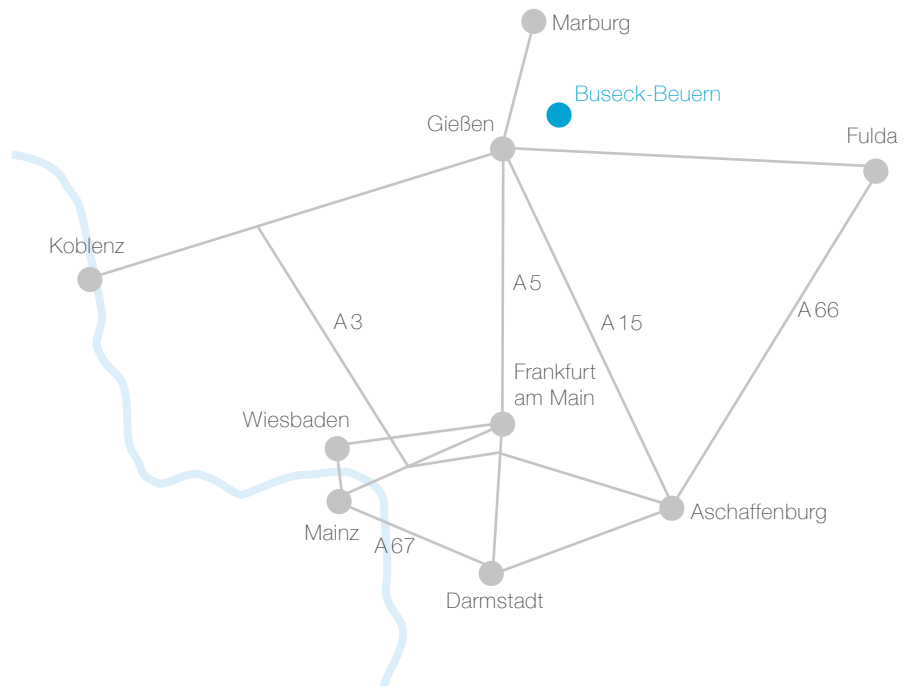 Marburg
Buseck-Beuern
Gießen
Fulda
Koblenz
A 5
A 66
A 3
A 15
Frankfurt
am Main
Wiesbaden
Aschaffenburg
Mainz
A 67
Darmstadt